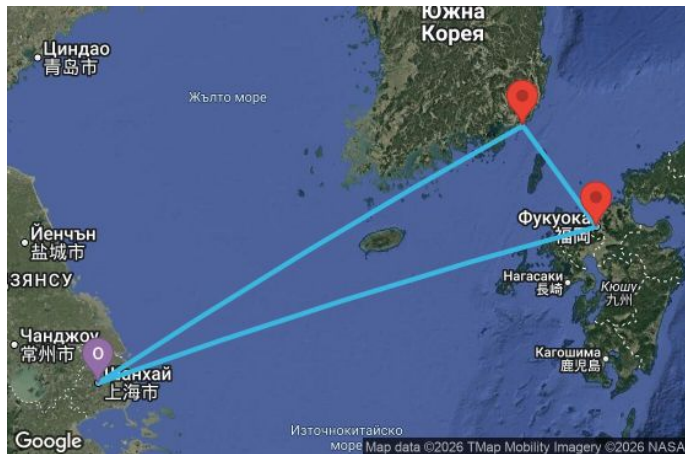 Южна
Корея
Циндао
青岛市
Жълто море
Йенчън
盐城市
ДЗЯНСУ
Чанджоу
常州市
O
Шанхай
上海市
Фукуока
福岡
Нагасаки
長崎
Кюшу
九州
Кагошима
鹿児島
Източнокитайско
море
Google
Map data ©2026 TMap Mobility Imagery ©2026 NASA